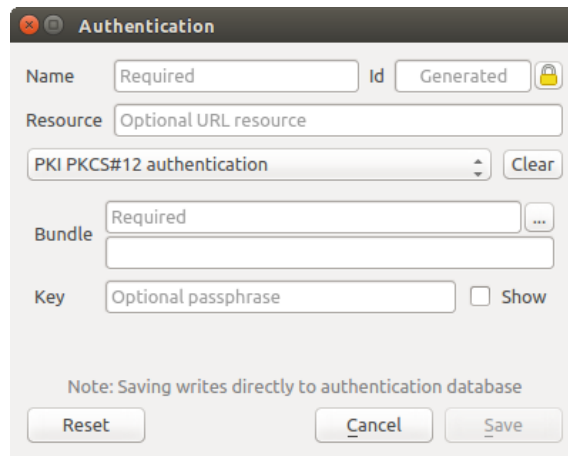 Authentication
Name Required Id Generated
Resource Optional URL resource
PKI PKCS#12 authentication Clear
Bundle Required ...
Key Optional passphrase Show
Note: Saving writes directly to authentication database
Reset Cancel Save